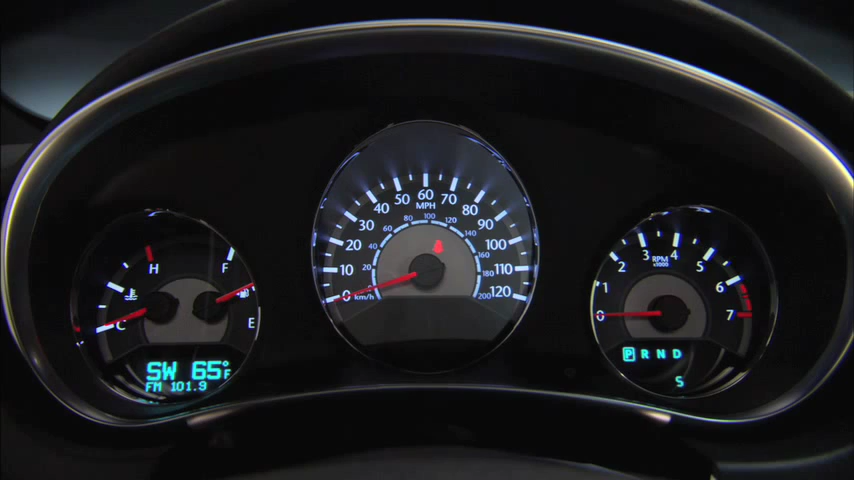 H
F
C
E
SW 65°F
FM 101.9
0 10 20 30 40 50 60 70 80 90 100 110 120
MPH
20 40 60 80 100 120 140 160 180 200
km/h
0 1 2 3 4 5 6 7
RPM
x1000
P R N D
S